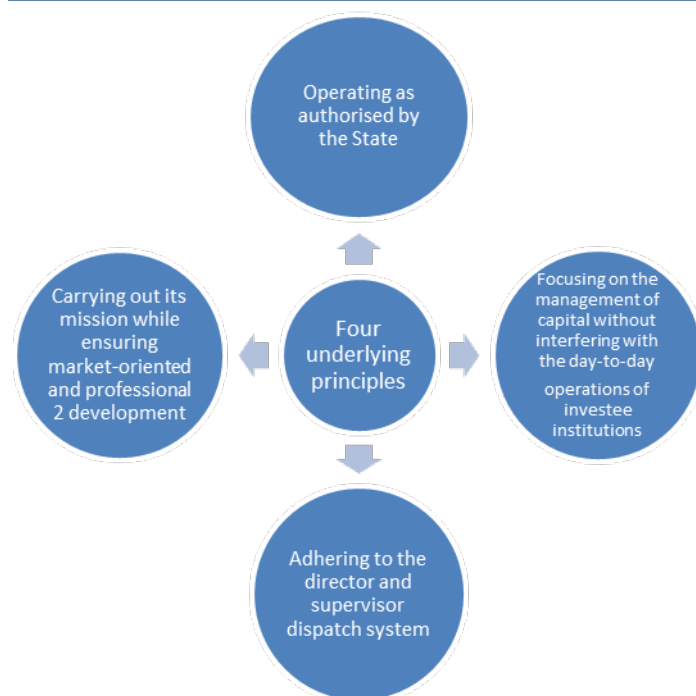 Operating as
authorised by
the State
Carrying out its
mission while
ensuring
market-oriented
and professional
2 development
Four
underlying
principles
Focusing on the
management of
capital without
interfering with
the day-to-day
operations of
investee
institutions
Adhering to the
director and
supervisor
dispatch system